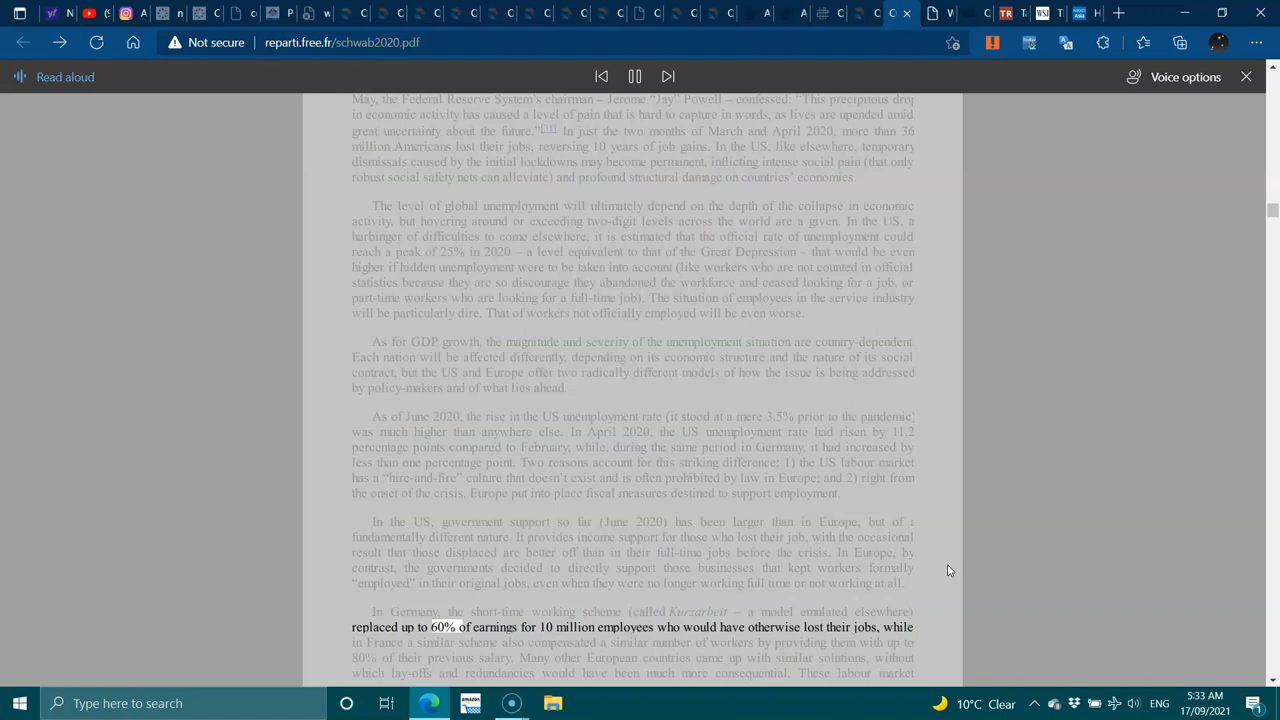 Not secure
reparti.free.fr/schwab2020.pdf
Read aloud
Voice options
May, the Federal Reserve System's chairman – Jerome "Jay" Powell – confessed: "This precipitous drop
in economic activity has caused a level of pain that is hard to capture in words, as lives are upended amid
great uncertainty about the future."[31] In just the two months of March and April 2020, more than 36
million Americans lost their jobs, reversing 10 years of job gains. In the US, like elsewhere, temporary
dismissals caused by the initial lockdowns may become permanent, inflicting intense social pain (that only
robust social safety nets can alleviate) and profound structural damage on countries' economies.
The level of global unemployment will ultimately depend on the depth of the collapse in economic
activity, but hovering around or exceeding two-digit levels across the world are a given. In the US, a
harbinger of difficulties to come elsewhere, it is estimated that the official rate of unemployment could
reach a peak of 25% in 2020 – a level equivalent to that of the Great Depression – that would be even
higher if hidden unemployment were to be taken into account (like workers who are not counted in official
statistics because they are so discourage they abandoned the workforce and ceased looking for a job, or
part-time workers who are looking for a full-time job). The situation of employees in the service industry
will be particularly dire. That of workers not officially employed will be even worse.
As for GDP growth, the magnitude and severity of the unemployment situation are country-dependent.
Each nation will be affected differently, depending on its economic structure and the nature of its social
contract, but the US and Europe offer two radically different models of how the issue is being addressed
by policy-makers and of what lies ahead.
As of June 2020, the rise in the US unemployment rate (it stood at a mere 3.5% prior to the pandemic)
was much higher than anywhere else. In April 2020, the US unemployment rate had risen by 11.2
percentage points compared to February, while, during the same period in Germany, it had increased by
less than one percentage point. Two reasons account for this striking difference: 1) the US labour market
has a "hire-and-fire" culture that doesn't exist and is often prohibited by law in Europe; and 2) right from
the onset of the crisis, Europe put into place fiscal measures destined to support employment.
In the US, government support so far (June 2020) has been larger than in Europe, but of a
fundamentally different nature. It provides income support for those who lost their job, with the occasional
result that those displaced are better off than in their full-time jobs before the crisis. In Europe, by
contrast, the governments decided to directly support those businesses that kept workers formally
"employed" in their original jobs, even when they were no longer working full time or not working at all.
In Germany, the short-time working scheme (called Kurzarbeit – a model emulated elsewhere)
replaced up to 60% of earnings for 10 million employees who would have otherwise lost their jobs, while
in France a similar scheme also compensated a similar number of workers by providing them with up to
80% of their previous salary. Many other European countries came up with similar solutions, without
which lay-offs and redundancies would have been much more consequential. These labour market
Type here to search
10°C Clear
ENG
5:33 AM
17/09/2021